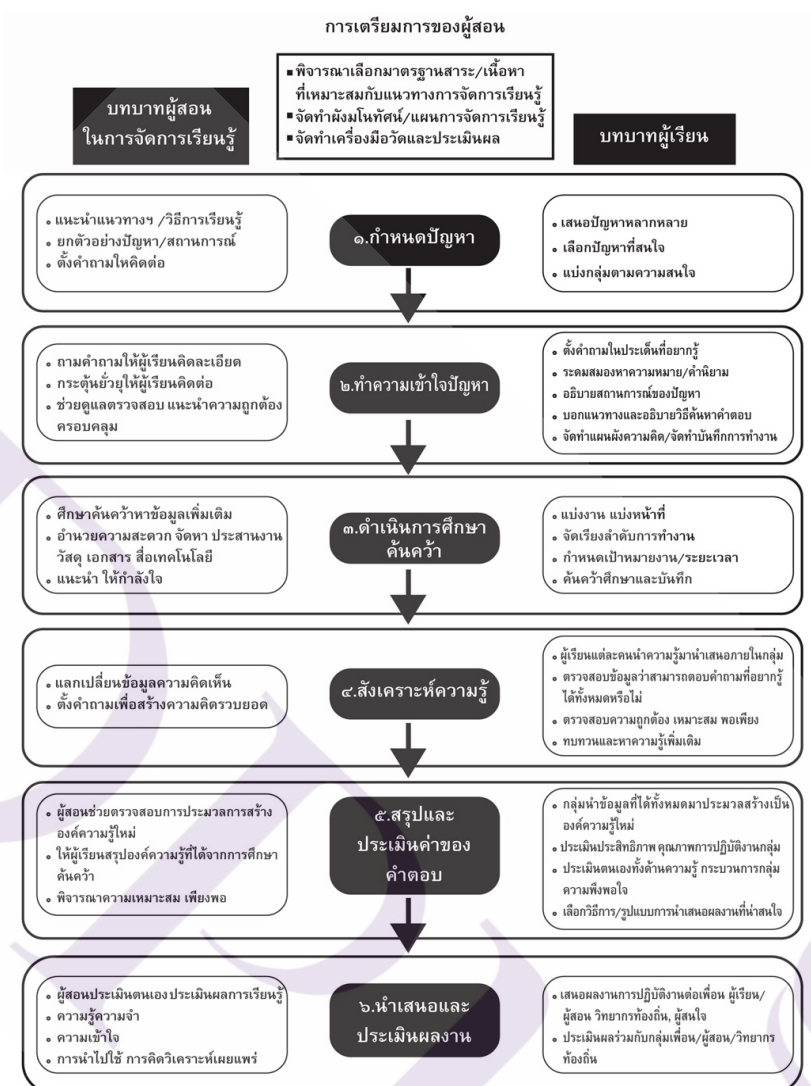 การเตรียมการของผู้สอน
▪ พิจารณาเลือกมาตรฐานสาระ/เนื้อหา
ที่เหมาะสมกับแนวทางการจัดการเรียนรู้
▪ จัดทำผังมโนทัศน์/แผนการจัดการเรียนรู้
▪ จัดทำเครื่องมือวัดและประเมินผล
บทบาทผู้สอน
ในการจัดการเรียนรู้
บทบาทผู้เรียน
• แนะนำแนวทางฯ /วิธีการเรียนรู้
• ยกตัวอย่างปัญหา/สถานการณ์
• ตั้งคำถามใหคิดต่อ
๑.กำหนดปัญหา
• เสนอปัญหาหลากหลาย
• เลือกปัญหาที่สนใจ
• แบ่งกลุ่มตามความสนใจ
• ถามคำถามให้ผู้เรียนคิดละเอียด
• กระตุ้นยั่วยุให้ผู้เรียนคิดต่อ
• ช่วยดูแลตรวจสอบ แนะนำความถูกต้อง
ครอบคลุม
๒.ทำความเข้าใจปัญหา
• ตั้งคำถามในประเด็นที่อยากรู้
• ระดมสมองหาความหมาย/คำนิยาม
• อธิบายสถานการณ์ของปัญหา
• บอกแนวทางและอธิบายวิธีค้นหาคำตอบ
• จัดทำแผนผังความคิด/จัดทำบันทึกการทำงาน
• ศึกษาค้นคว้าหาข้อมูลเพิ่มเติม
• อำนวยความสะดวก จัดหา ประสานงาน
วัสดุ เอกสาร สื่อเทคโนโลยี
• แนะนำ ให้กำลังใจ
๓.ดำเนินการศึกษา
ค้นคว้า
• แบ่งงาน แบ่งหน้าที่
• จัดเรียงลำดับการทำงาน
• กำหนดเป้าหมายงาน/ระยะเวลา
• ค้นคว้าศึกษาและบันทึก
• แลกเปลี่ยนข้อมูลความคิดเห็น
• ตั้งคำถามเพื่อสร้างความคิดรวบยอด
๔.สังเคราะห์ความรู้
• ผู้เรียนแต่ละคนนำความรู้มานำเสนอภายในกลุ่ม
• ตรวจสอบข้อมูลว่าสามารถตอบคำถามที่อยากรู้
ได้ทั้งหมดหรือไม่
• ตรวจสอบความถูกต้อง เหมาะสม พอเพียง
• ทบทวนและหาความรู้เพิ่มเติม
• ผู้สอนช่วยตรวจสอบการประมวลการสร้าง
องค์ความรู้ใหม่
• ให้ผู้เรียนสรุปองค์ความรู้ที่ได้จากการศึกษา
ค้นคว้า
• พิจารณาความเหมาะสม เพียงพอ
๕.สรุปและ
ประเมินค่าของ
คำตอบ
• กลุ่มนำข้อมูลที่ได้ทั้งหมดมาประมวลสร้างเป็น
องค์ความรู้ใหม่
• ประเมินประสิทธิภาพ คุณภาพการปฏิบัติงานกลุ่ม
• ประเมินตนเองทั้งด้านความรู้ กระบวนการกลุ่ม
ความพึงพอใจ
• เลือกวิธีการ/รูปแบบการนำเสนอผลงานที่น่าสนใจ
• ผู้สอนประเมินตนเอง ประเมินผลการเรียนรู้
• ความรู้ความจำ
• ความเข้าใจ
• การนำไปใช้ การคิดวิเคราะห์เผยแพร่
๖.นำเสนอและ
ประเมินผลงาน
• เสนอผลงานการปฏิบัติงานต่อเพื่อน ผู้เรียน/
ผู้สอน วิทยากรท้องถิ่น, ผู้สนใจ
• ประเมินผลร่วมกับกลุ่มเพื่อน/ผู้สอน/วิทยากร
ท้องถิ่น